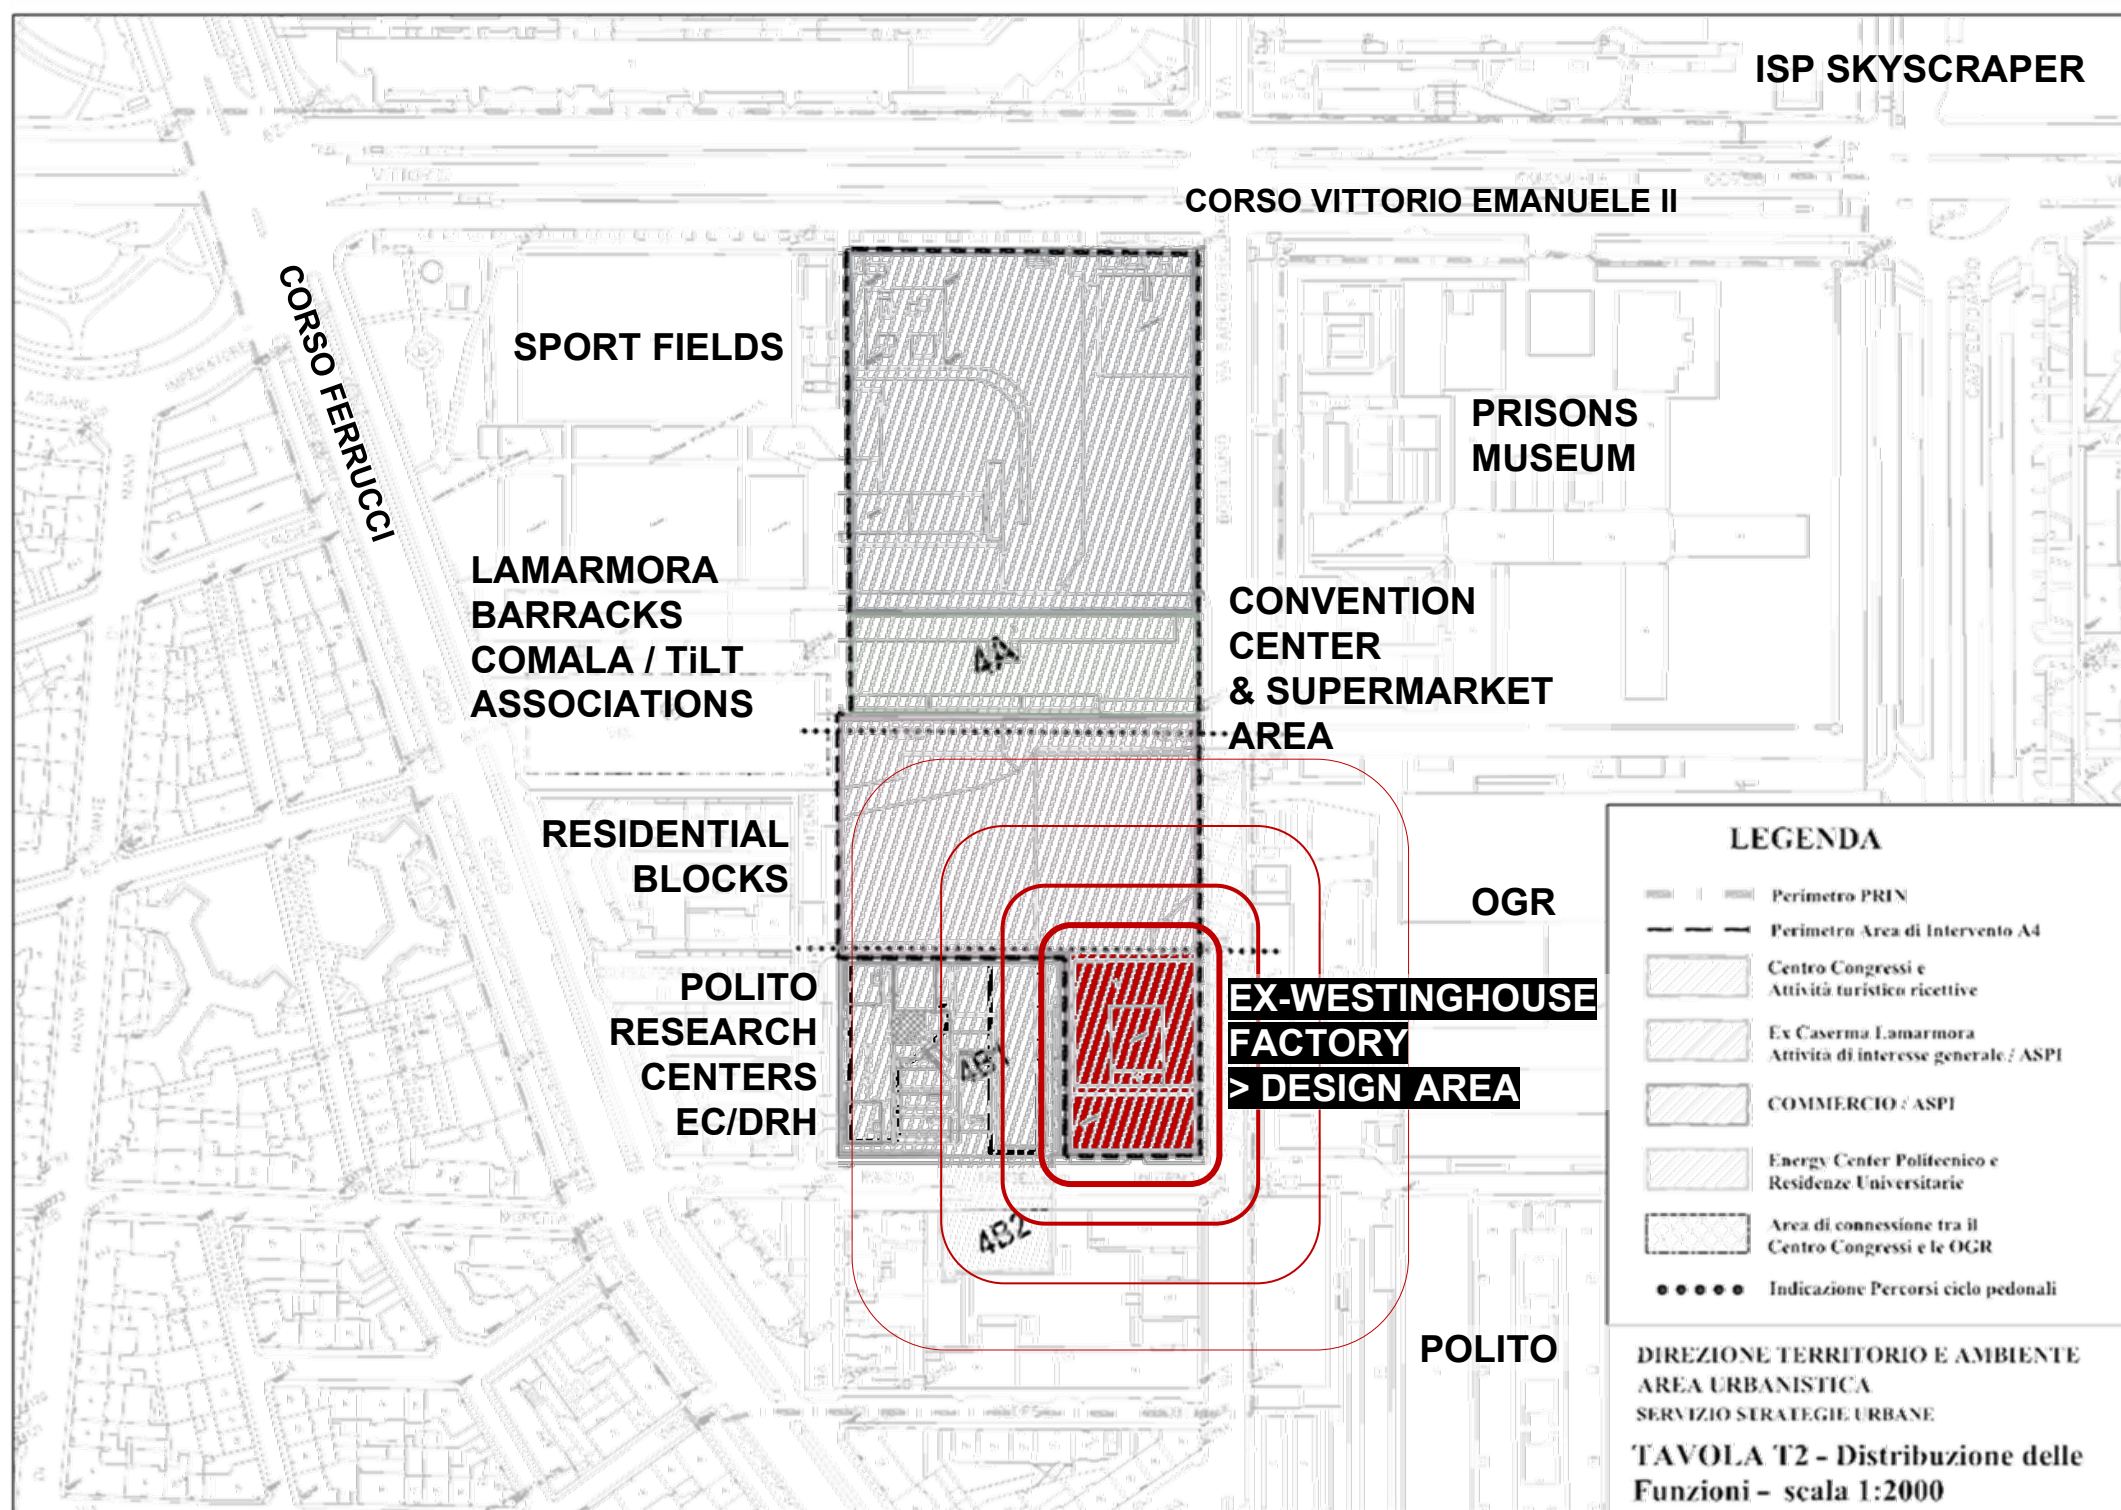 ISP SKYSCRAPER
CORSO VITTORIO EMANUELE II
CORSO FERRUCCI
SPORT FIELDS
PRISONS
MUSEUM
LAMARMORA
BARRACKS
COMALA / TiLT
ASSOCIATIONS
4A
CONVENTION
CENTER
& SUPERMARKET
AREA
RESIDENTIAL
BLOCKS
OGR
POLITO
RESEARCH
CENTERS
EC/DRH
4B1
EX-WESTINGHOUSE
FACTORY
> DESIGN AREA
4B2
POLITO
LEGENDA
Perimetro PRIN
Perimetro Area di Intervento A4
Centro Congressi e
Attività turistico ricettive
Ex Caserma Lamarmora
Attività di interesse generale / ASPI
COMMERCIO / ASPI
Energy Center Politecnico e
Residenze Universitarie
Area di connessione tra il
Centro Congressi e le OGR
Indicazione Percorsi ciclo pedonali
DIREZIONE TERRITORIO E AMBIENTE
AREA URBANISTICA
SERVIZIO STRATEGIE URBANE
TAVOLA T2 - Distribuzione delle
Funzioni - scala 1:2000